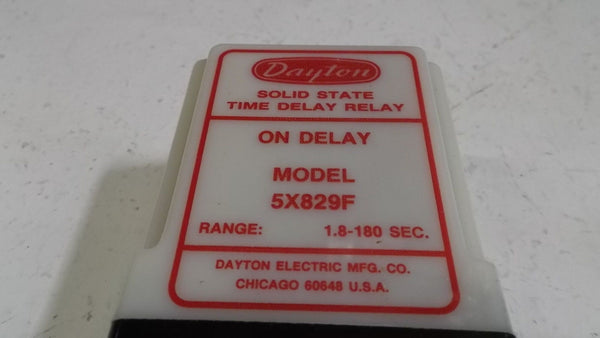 Dayton
SOLID STATE
TIME DELAY RELAY
ON DELAY
MODEL
5X829F
RANGE: 1.8-180 SEC.
DAYTON ELECTRIC MFG. CO.
CHICAGO 60648 U.S.A.